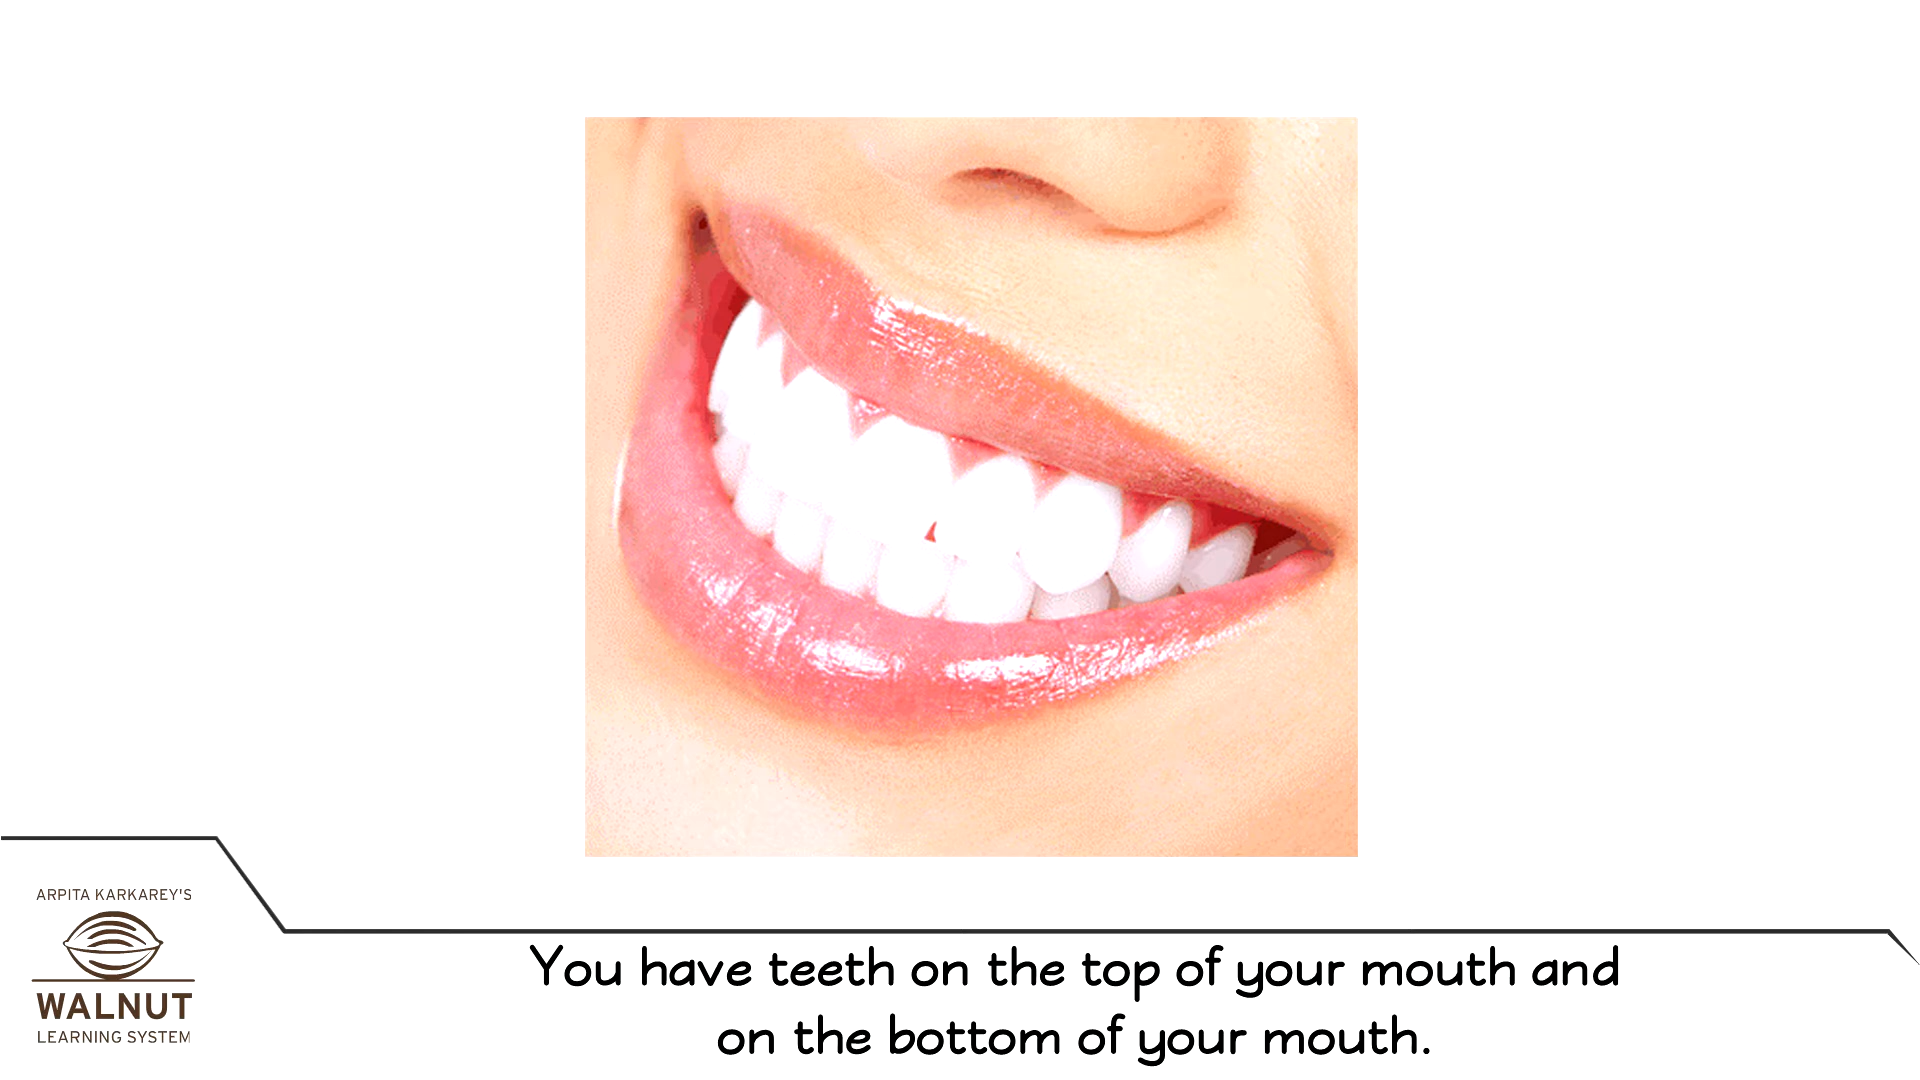 ARPITA KARKAREY'S
WALNUT
LEARNING SYSTEM
You have teeth on the top of your mouth and
on the bottom of your mouth.